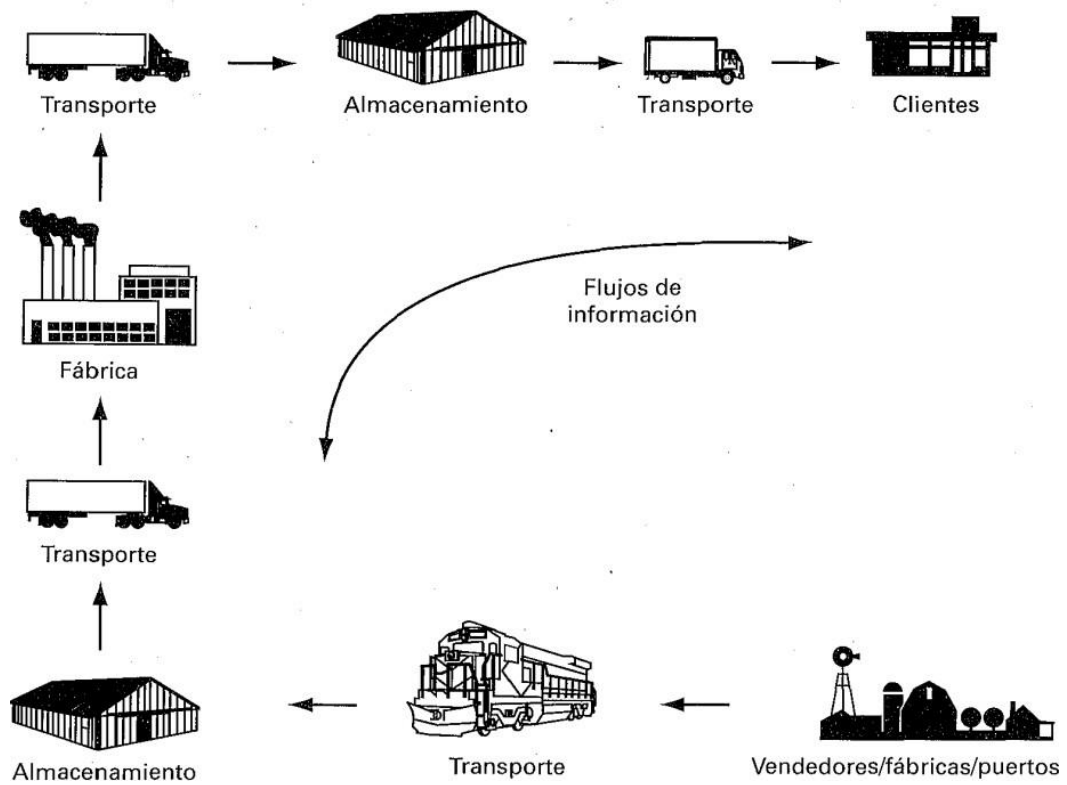 Transporte
Almacenamiento
Transporte
Clientes
Flujos de
información
Fábrica
Transporte
Almacenamiento
Transporte
Vendedores/fábricas/puertos